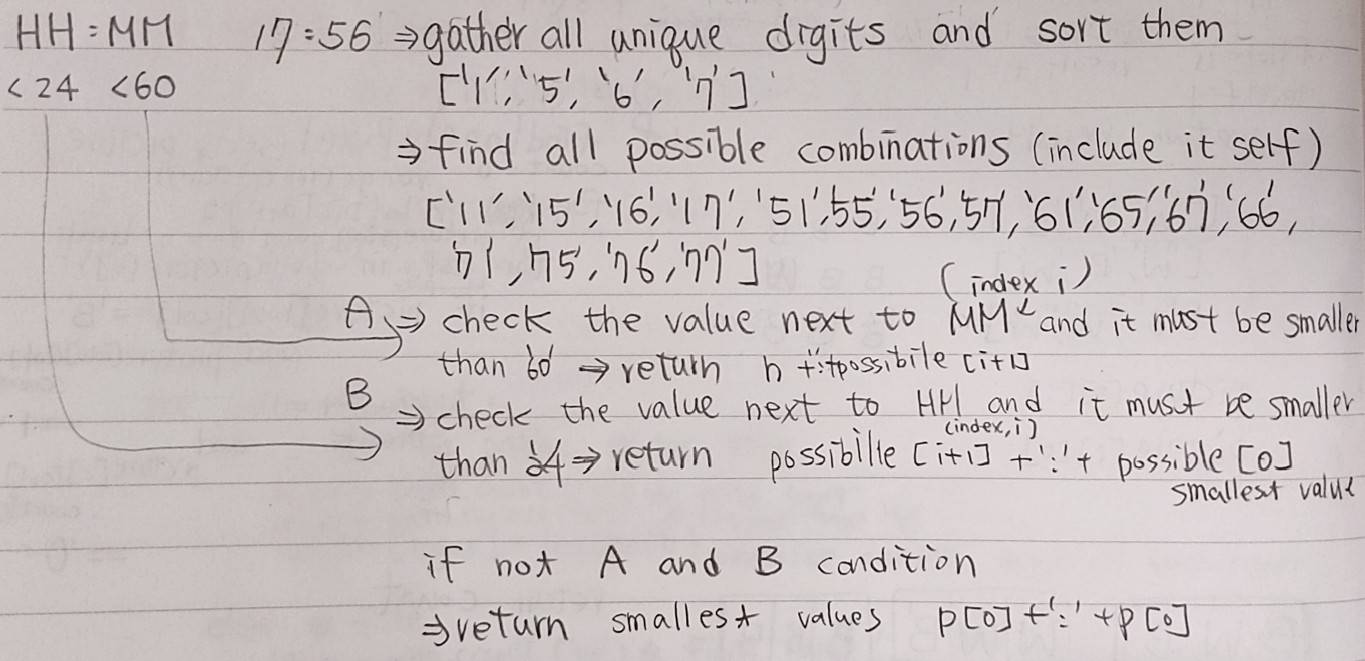 HH:MM 17:56 ⇒ gather all unique digits and sort them
<24 <60 ['1', '5', '6', '7']
⇒ find all possible combinations (include it self)
['11', '15', '16', '17', '51', 55', '56', 57', '61', '65', '67', '66,
'71', 75', '76', 77']
(index i)
A ⇒ check the value next to MM and it must be smaller
than 60 → return h +':'+possibile [i+1]
B ⇒ check the value next to HH and it must be smaller
(index, i)
than 24 → return possibille [i+1] +':'+ possible [0]
smallest value
if not A and B condition
⇒ return smallest values p[0] +':'+p[0]